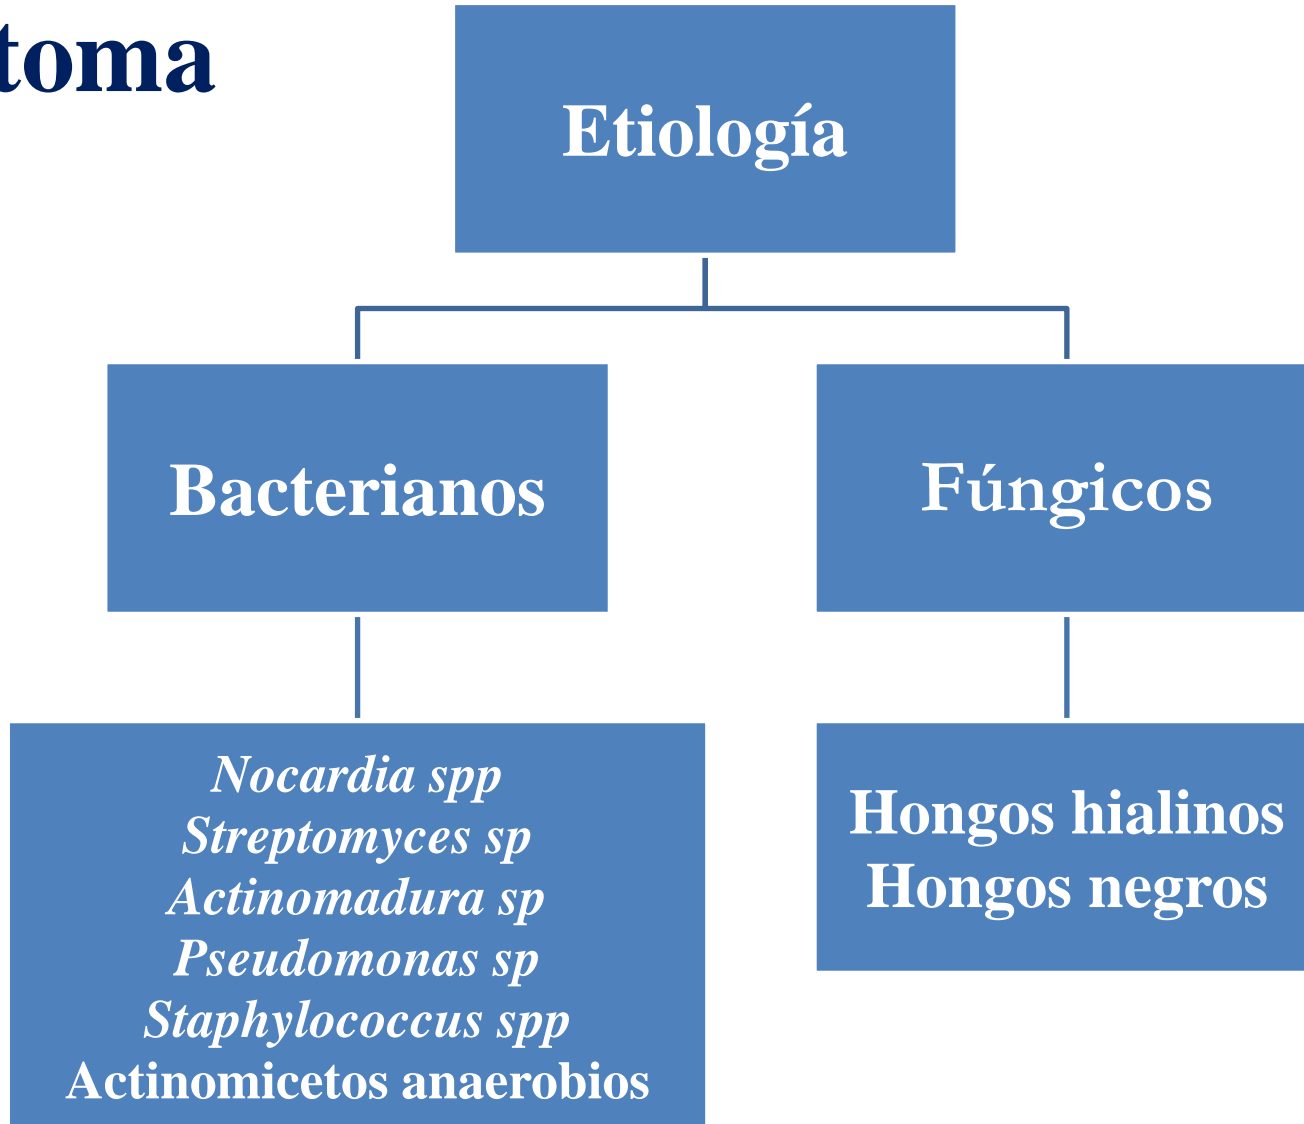 toma
Etiología
Bacterianos
Fúngicos
Nocardia spp
Streptomyces sp
Actinomadura sp
Pseudomonas sp
Staphylococcus spp
Actinomicetos anaerobios
Hongos hialinos
Hongos negros